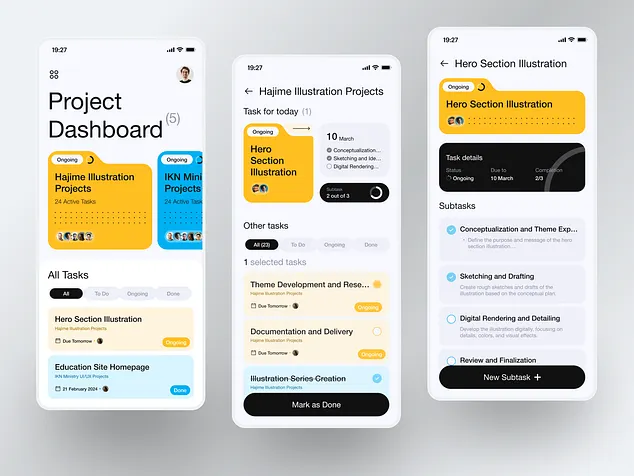 19:27
Project
Dashboard (5)
Ongoing
Hajime Illustration
Projects
24 Active Tasks
Ongoing
IKN Mini
Projects
All Tasks
All
To Do
Ongoing
Done
Hero Section Illustration
Hajime Illustration Projects
Due Tomorrow
Ongoing
Education Site Homepage
IKN Ministry UI/UX Projects
21 February 2024
Done
19:27
Hajime Illustration Projects
Task for today (1)
Ongoing
Hero
Section
Illustration
10 March
Conceptualization...
Sketching and Ide...
Digital Rendering...
Subtask
2 out of 3
Other tasks
All (23)
To Do
Ongoing
Done
1 selected tasks
Theme Development and Rese...
Hajime Illustration Projects
Due Tomorrow
Ongoing
Documentation and Delivery
Hajime Illustration Projects
Due Tomorrow
Ongoing
Illustration Series Creation
Hajime Illustration Projects
Mark as Done
19:27
Hero Section Illustration
Ongoing
Hero Section Illustration
Task details
Status
Ongoing
Due to
10 March
Completion
2/3
Subtasks
Conceptualization and Theme Exp...
Define the purpose and message of the hero
section illustration...
Sketching and Drafting
Create rough sketches and drafts of the
illustration based on the conceptual plan.
Digital Rendering and Detailing
Develop the illustration digitally, focusing on
details, colors, and visual effects.
Review and Finalization
New Subtask +